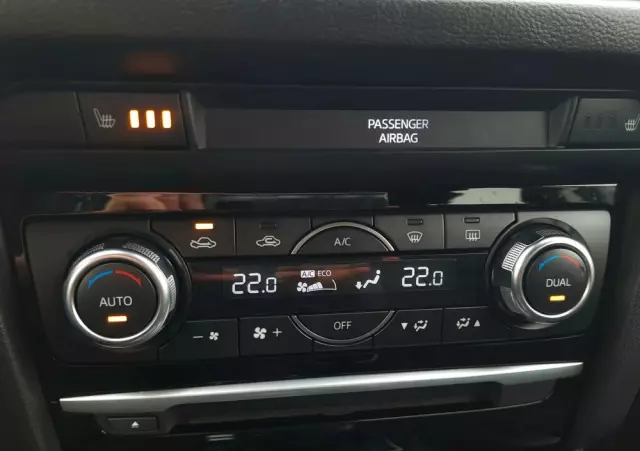 PASSENGER
AIRBAG
A/C
AUTO
22.0
A/C ECO
22.0
DUAL
− +
OFF